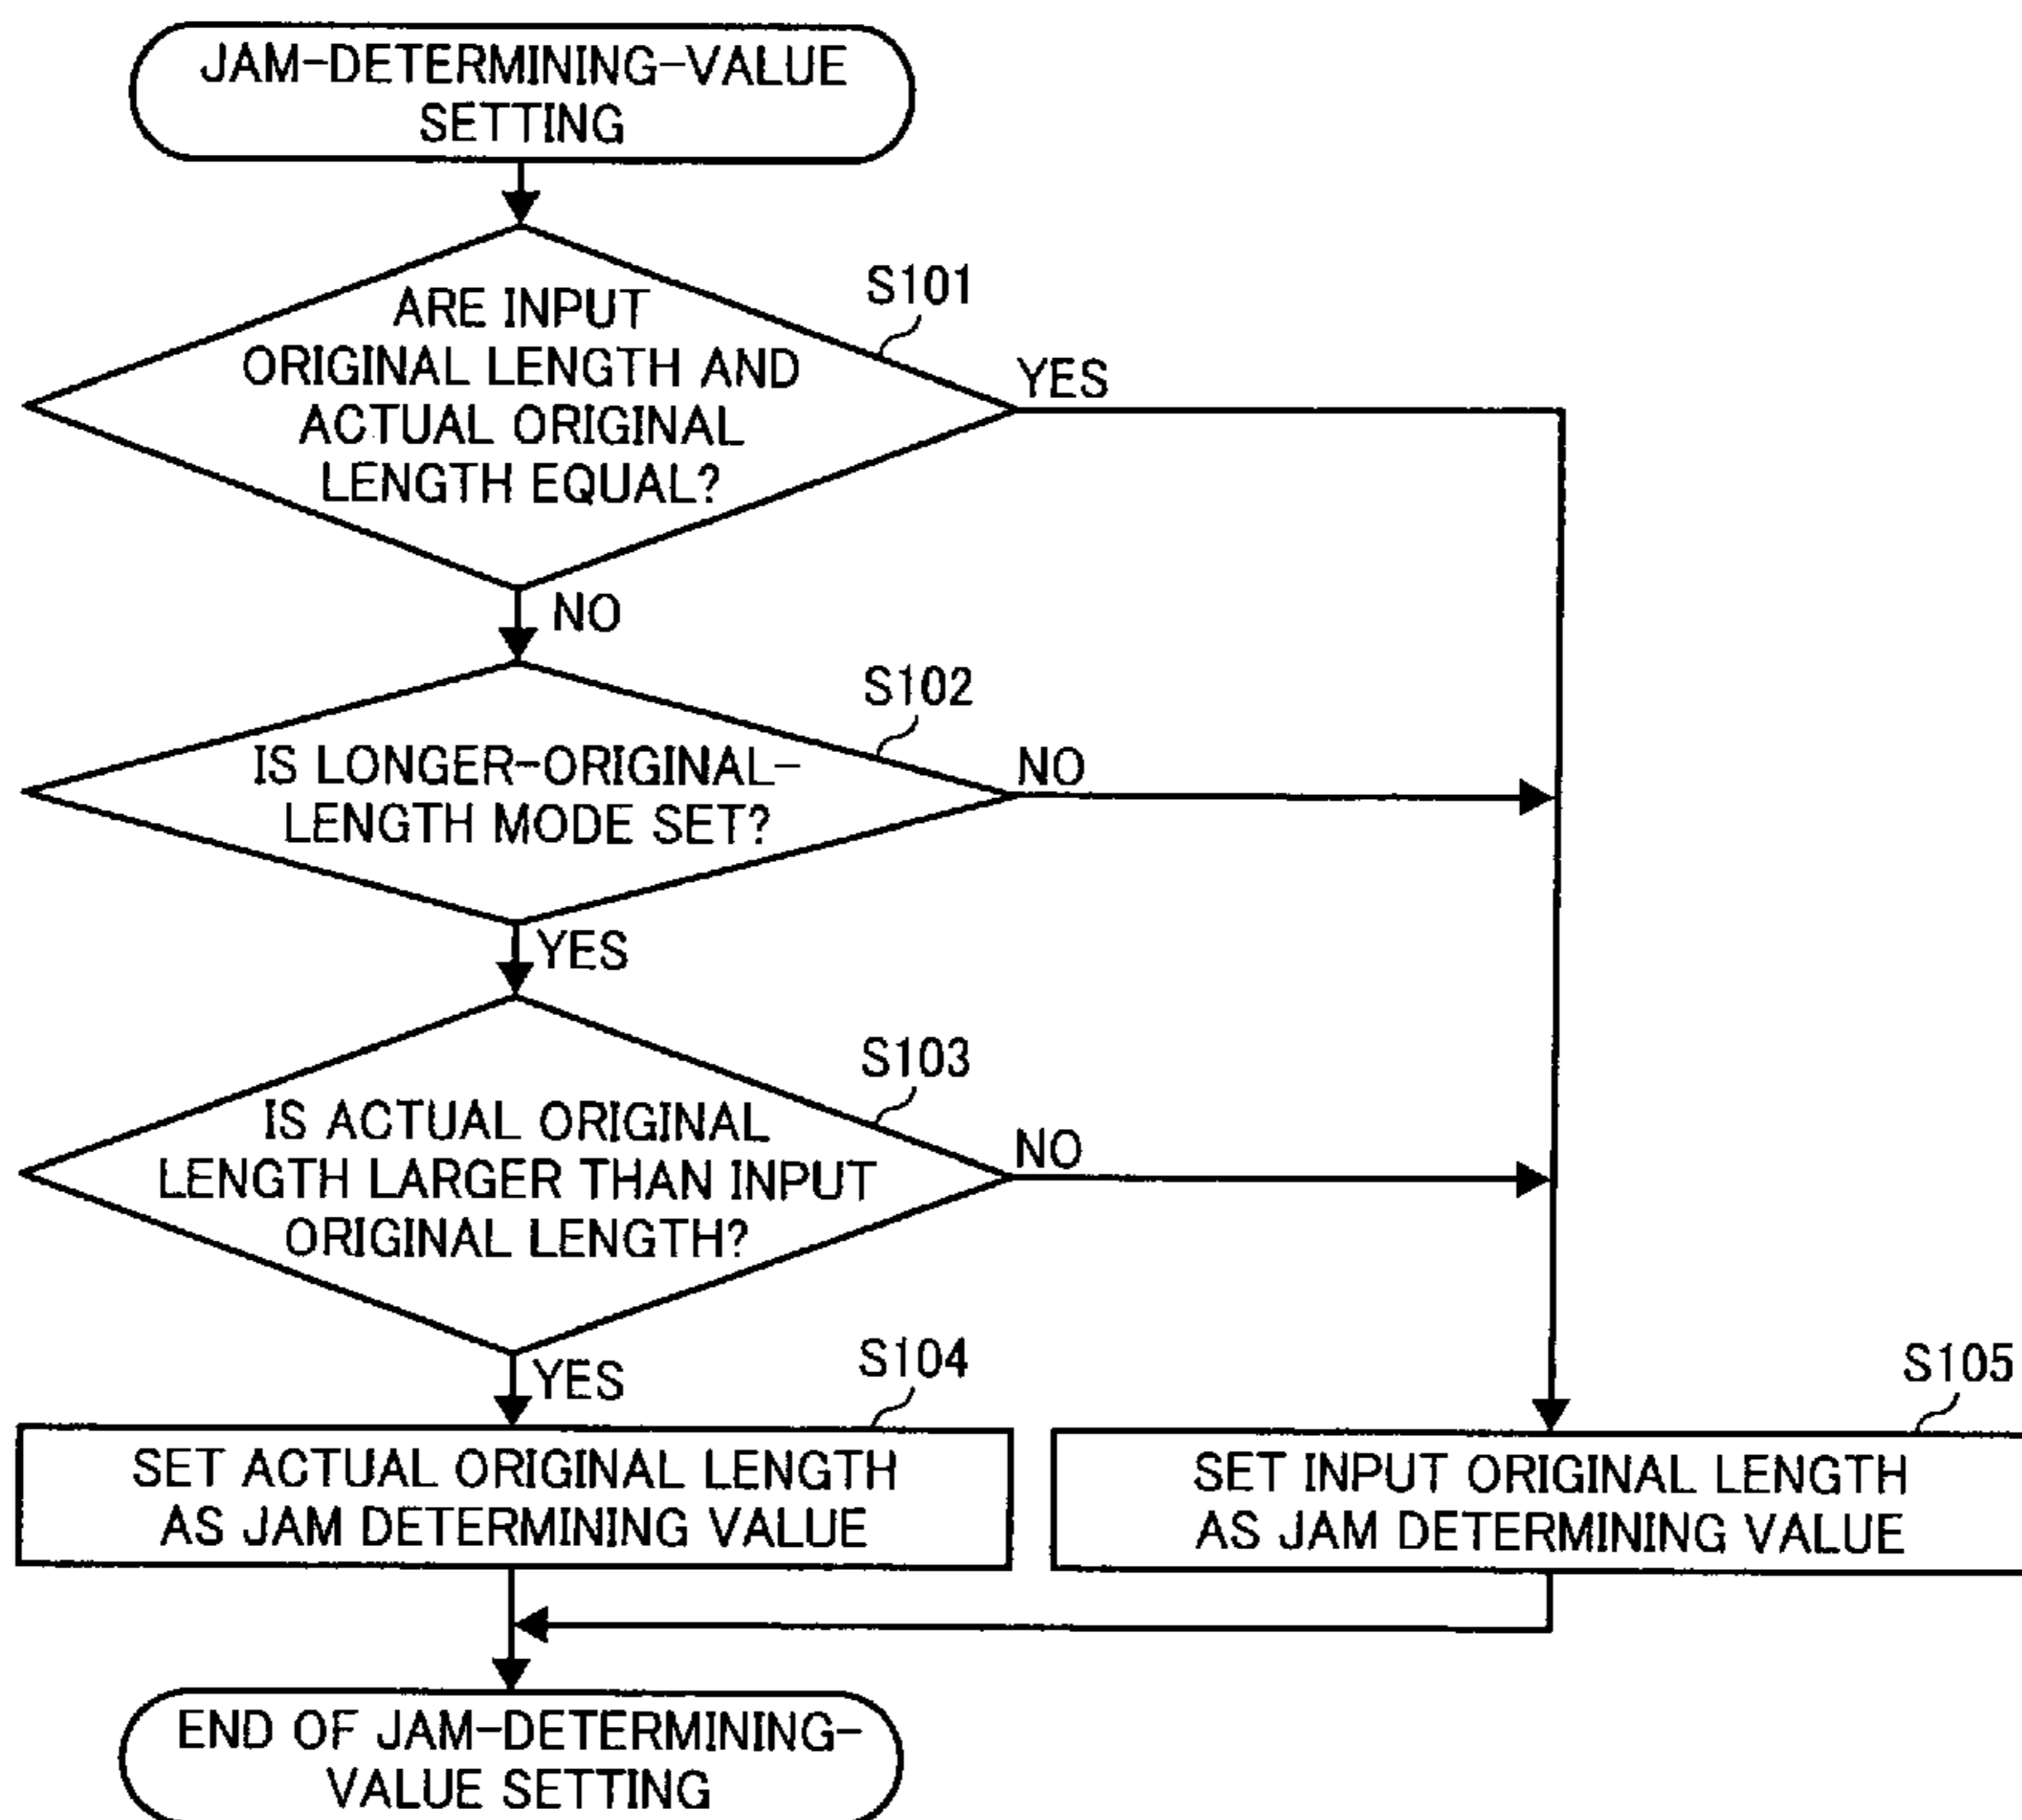 JAM-DETERMINING-VALUE
SETTING
S101
ARE INPUT
ORIGINAL LENGTH AND
ACTUAL ORIGINAL
LENGTH EQUAL?
YES
NO
S102
IS LONGER-ORIGINAL-
LENGTH MODE SET?
NO
YES
S103
IS ACTUAL ORIGINAL
LENGTH LARGER THAN INPUT
ORIGINAL LENGTH?
NO
YES
S104
SET ACTUAL ORIGINAL LENGTH
AS JAM DETERMINING VALUE
S105
SET INPUT ORIGINAL LENGTH
AS JAM DETERMINING VALUE
END OF JAM-DETERMINING-
VALUE SETTING